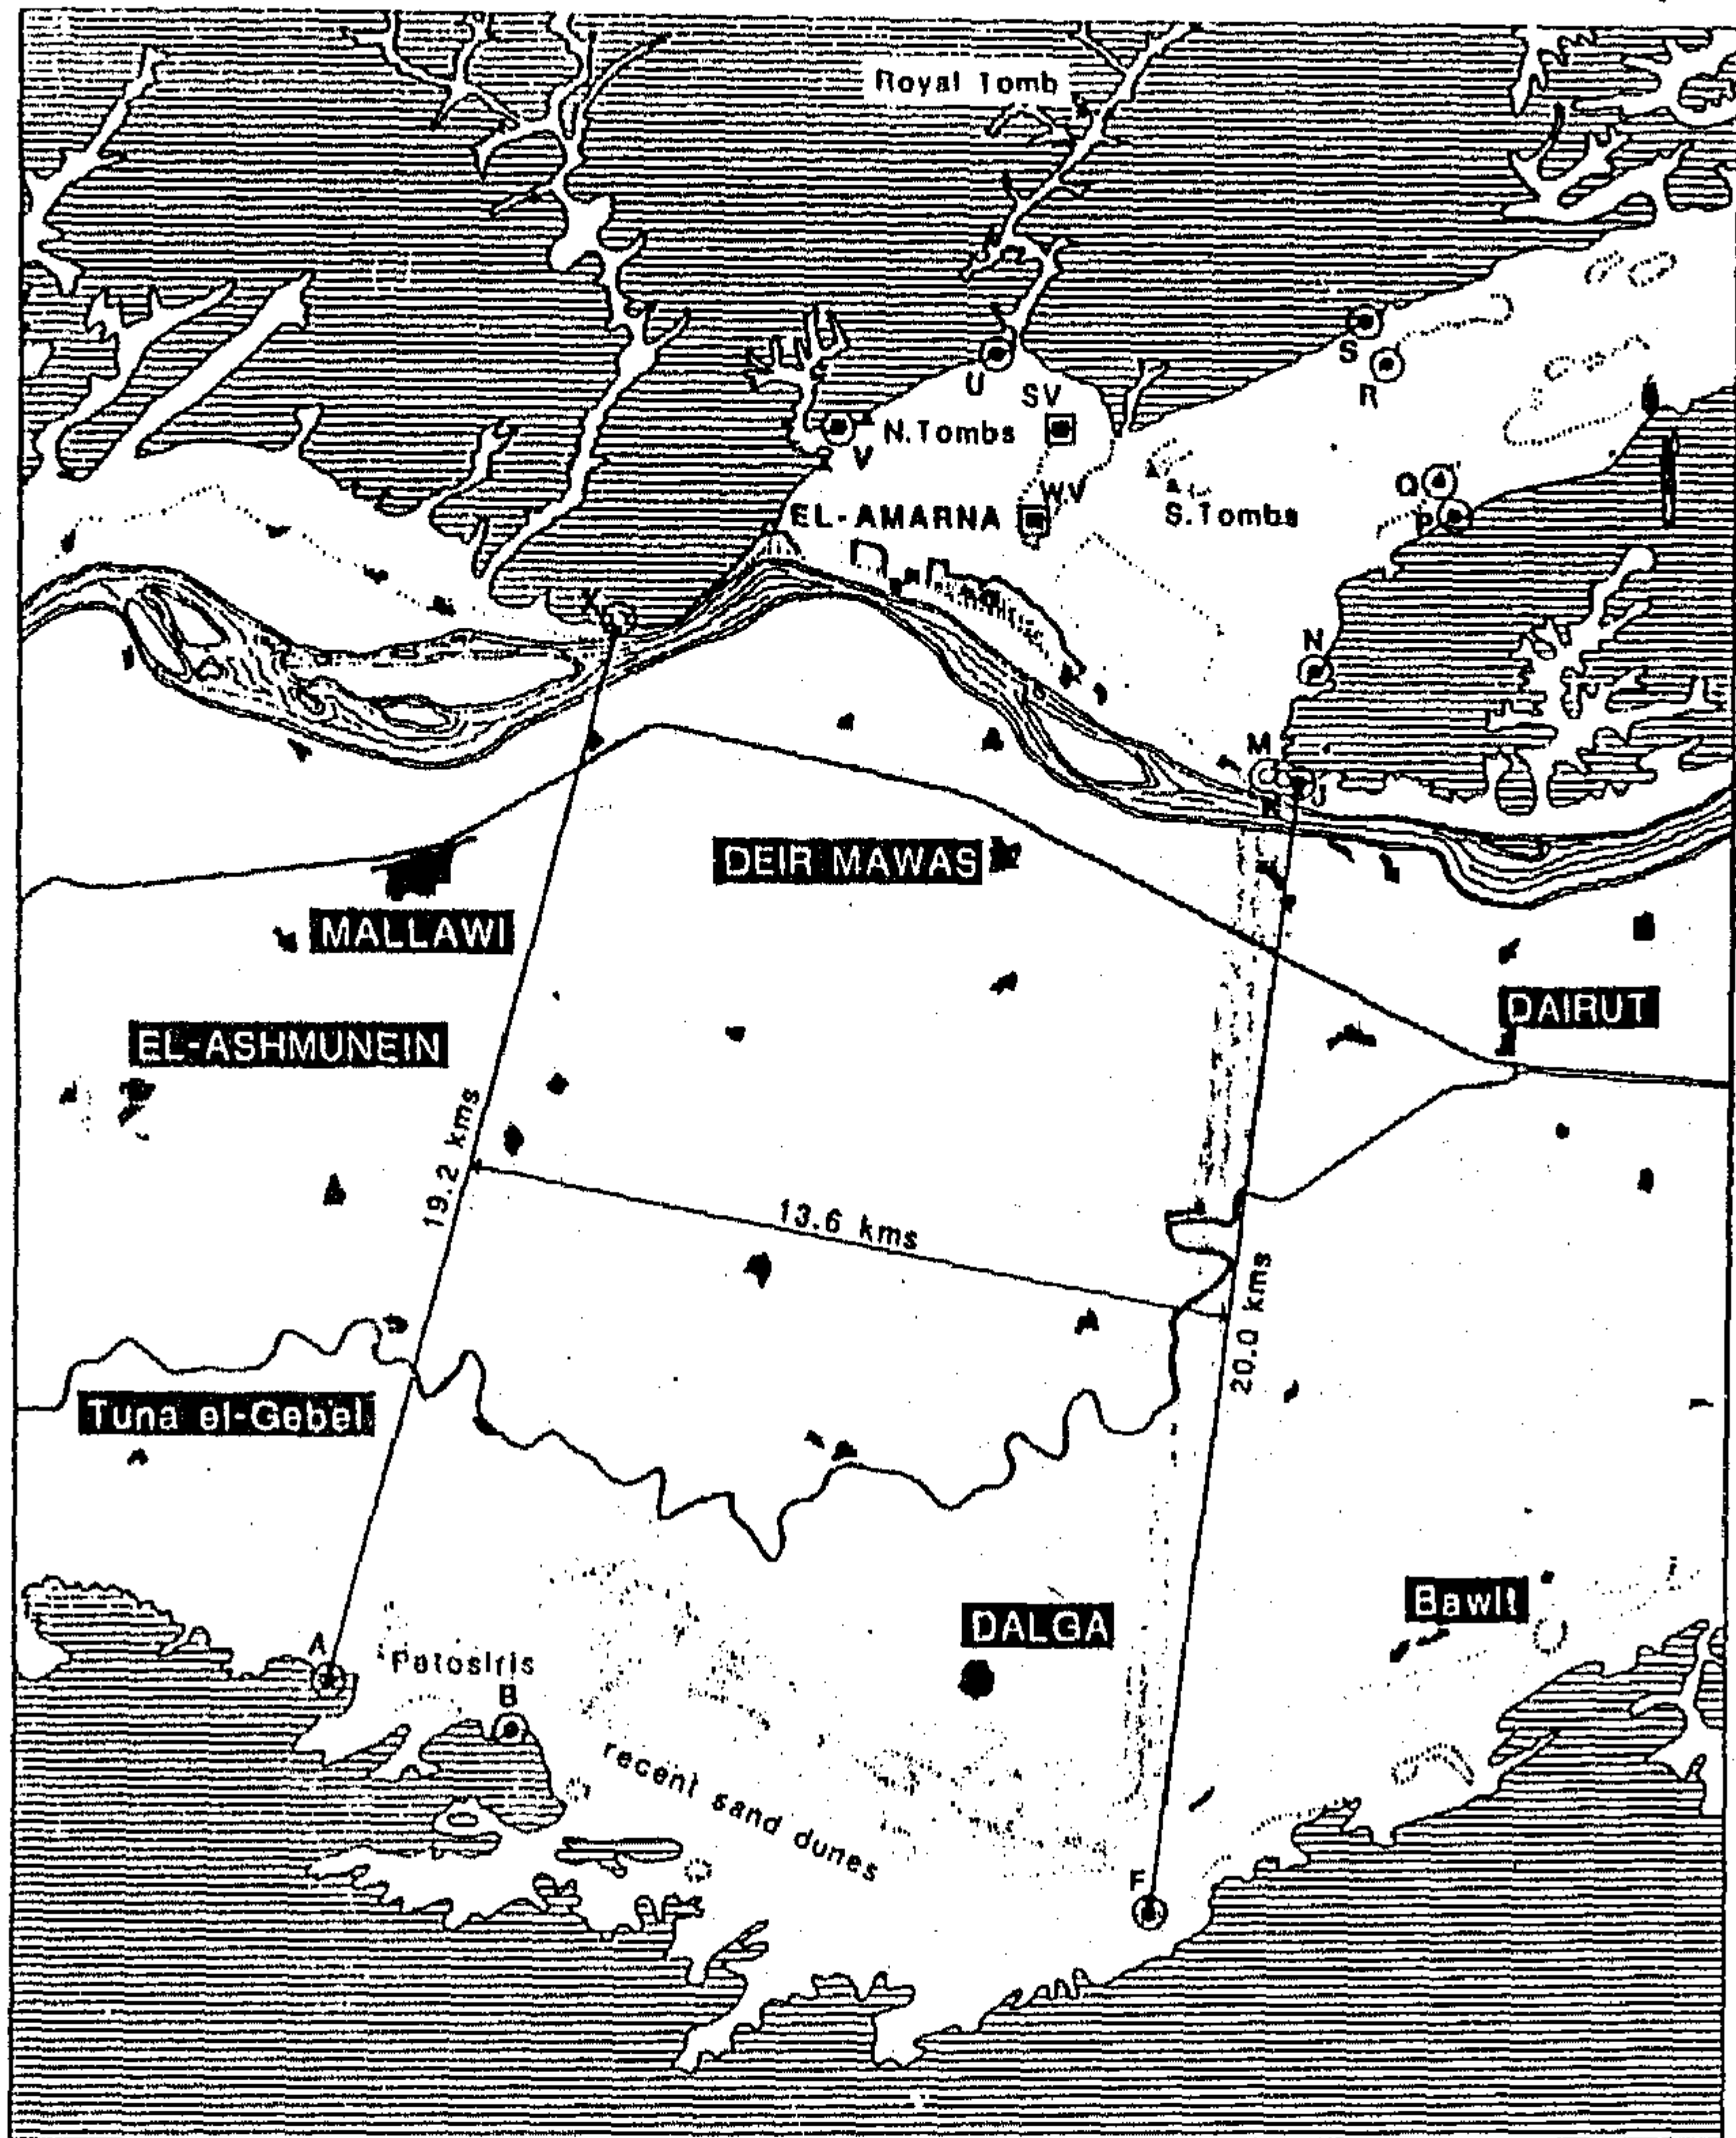 Royal Tomb
S
R
U
SV
N.Tombs
V
W.V
Q
P
EL-AMARNA
S.Tombs
X
N
M
J
K
DEIR MAWAS
MALLAWI
DAIRUT
EL-ASHMUNEIN
19.2 kms
13.6 kms
20.0 kms
Tuna el-Gebel
Bawit
DALGA
A
Petosiris
B
recent sand dunes
F